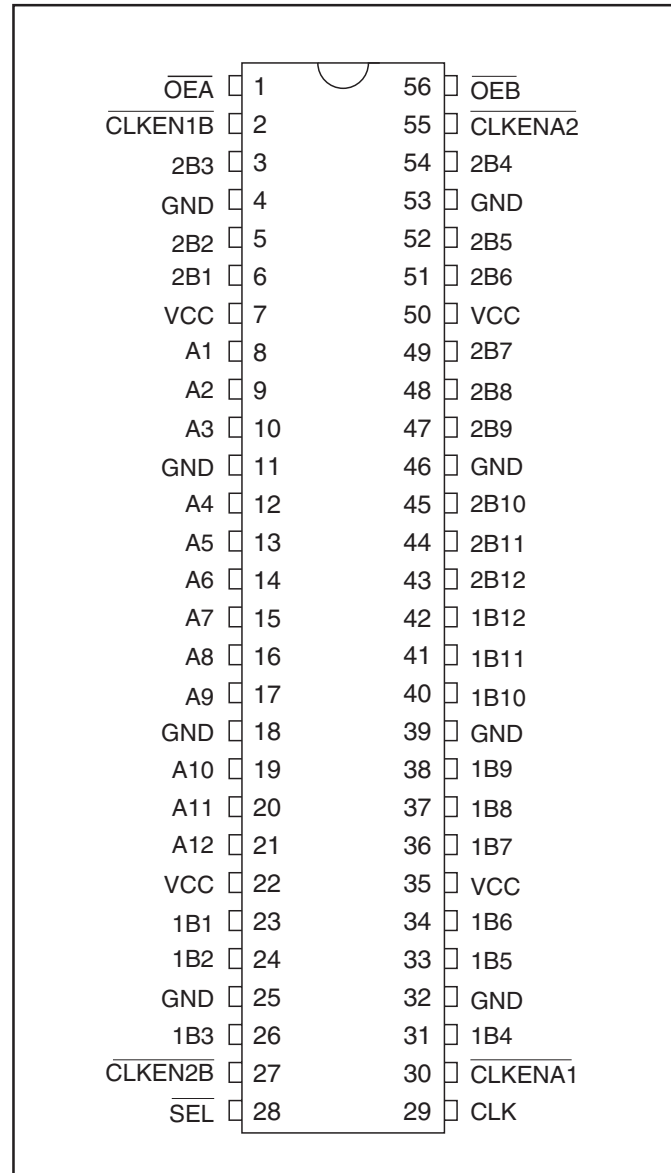 OEA 1 56 OEB
CLKEN1B 2 55 CLKENA2
2B3 3 54 2B4
GND 4 53 GND
2B2 5 52 2B5
2B1 6 51 2B6
VCC 7 50 VCC
A1 8 49 2B7
A2 9 48 2B8
A3 10 47 2B9
GND 11 46 GND
A4 12 45 2B10
A5 13 44 2B11
A6 14 43 2B12
A7 15 42 1B12
A8 16 41 1B11
A9 17 40 1B10
GND 18 39 GND
A10 19 38 1B9
A11 20 37 1B8
A12 21 36 1B7
VCC 22 35 VCC
1B1 23 34 1B6
1B2 24 33 1B5
GND 25 32 GND
1B3 26 31 1B4
CLKEN2B 27 30 CLKENA1
SEL 28 29 CLK